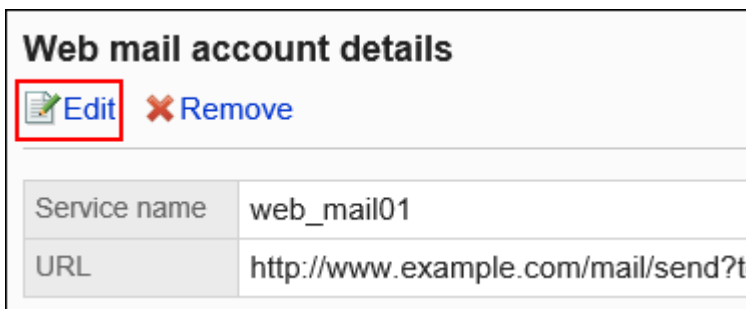 Web mail account details
Edit Remove
Service name web_mail01
URL http://www.example.com/mail/send?t